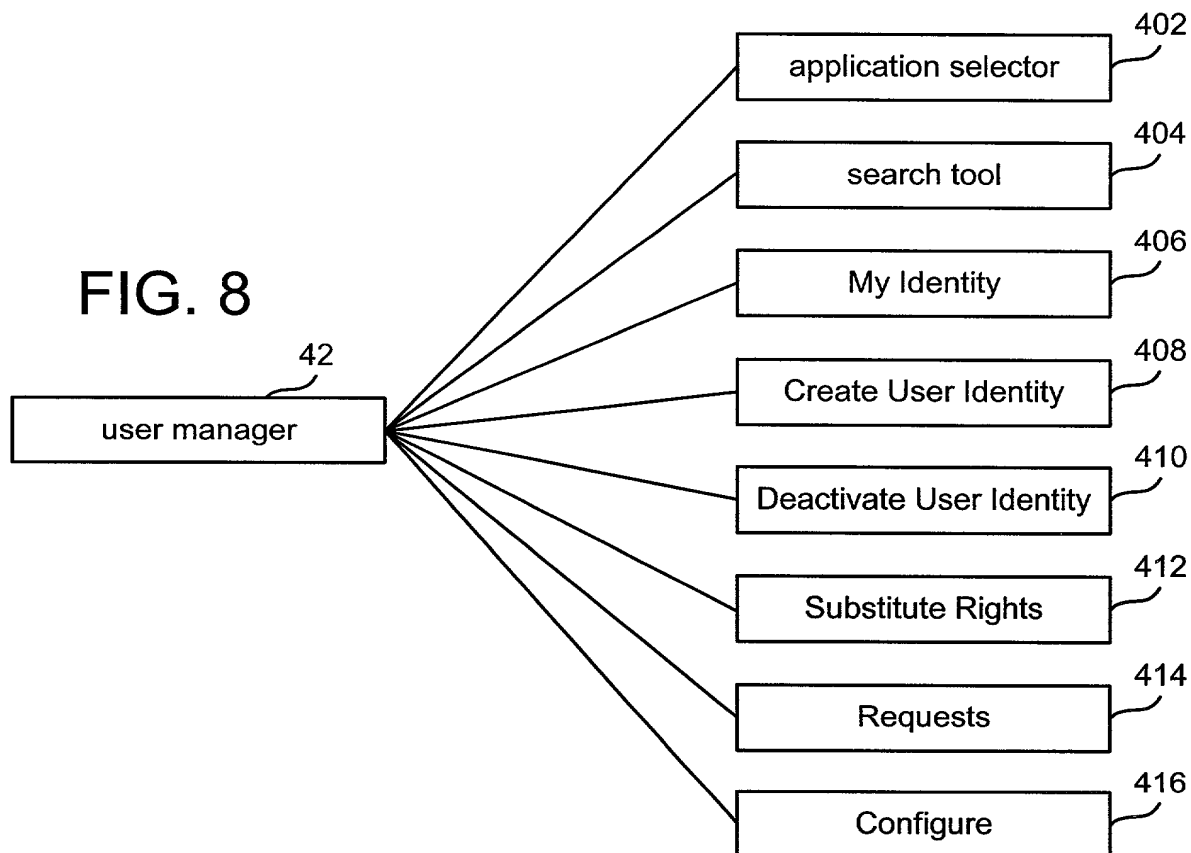 402
application selector
404
search tool
406
My Identity
FIG. 8
408
42
Create User Identity
user manager
410
Deactivate User Identity
412
Substitute Rights
414
Requests
416
Configure